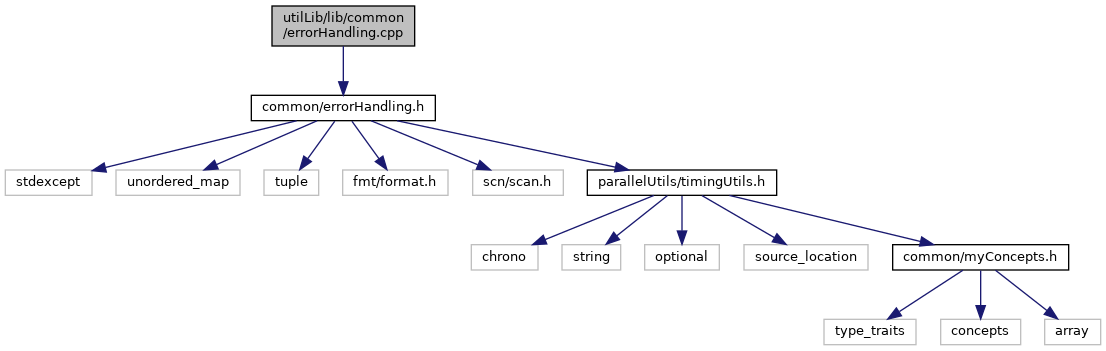 utilLib/lib/common
/errorHandling.cpp
common/errorHandling.h
stdexcept
unordered_map
tuple
fmt/format.h
scn/scan.h
parallelUtils/timingUtils.h
chrono
string
optional
source_location
common/myConcepts.h
type_traits
concepts
array